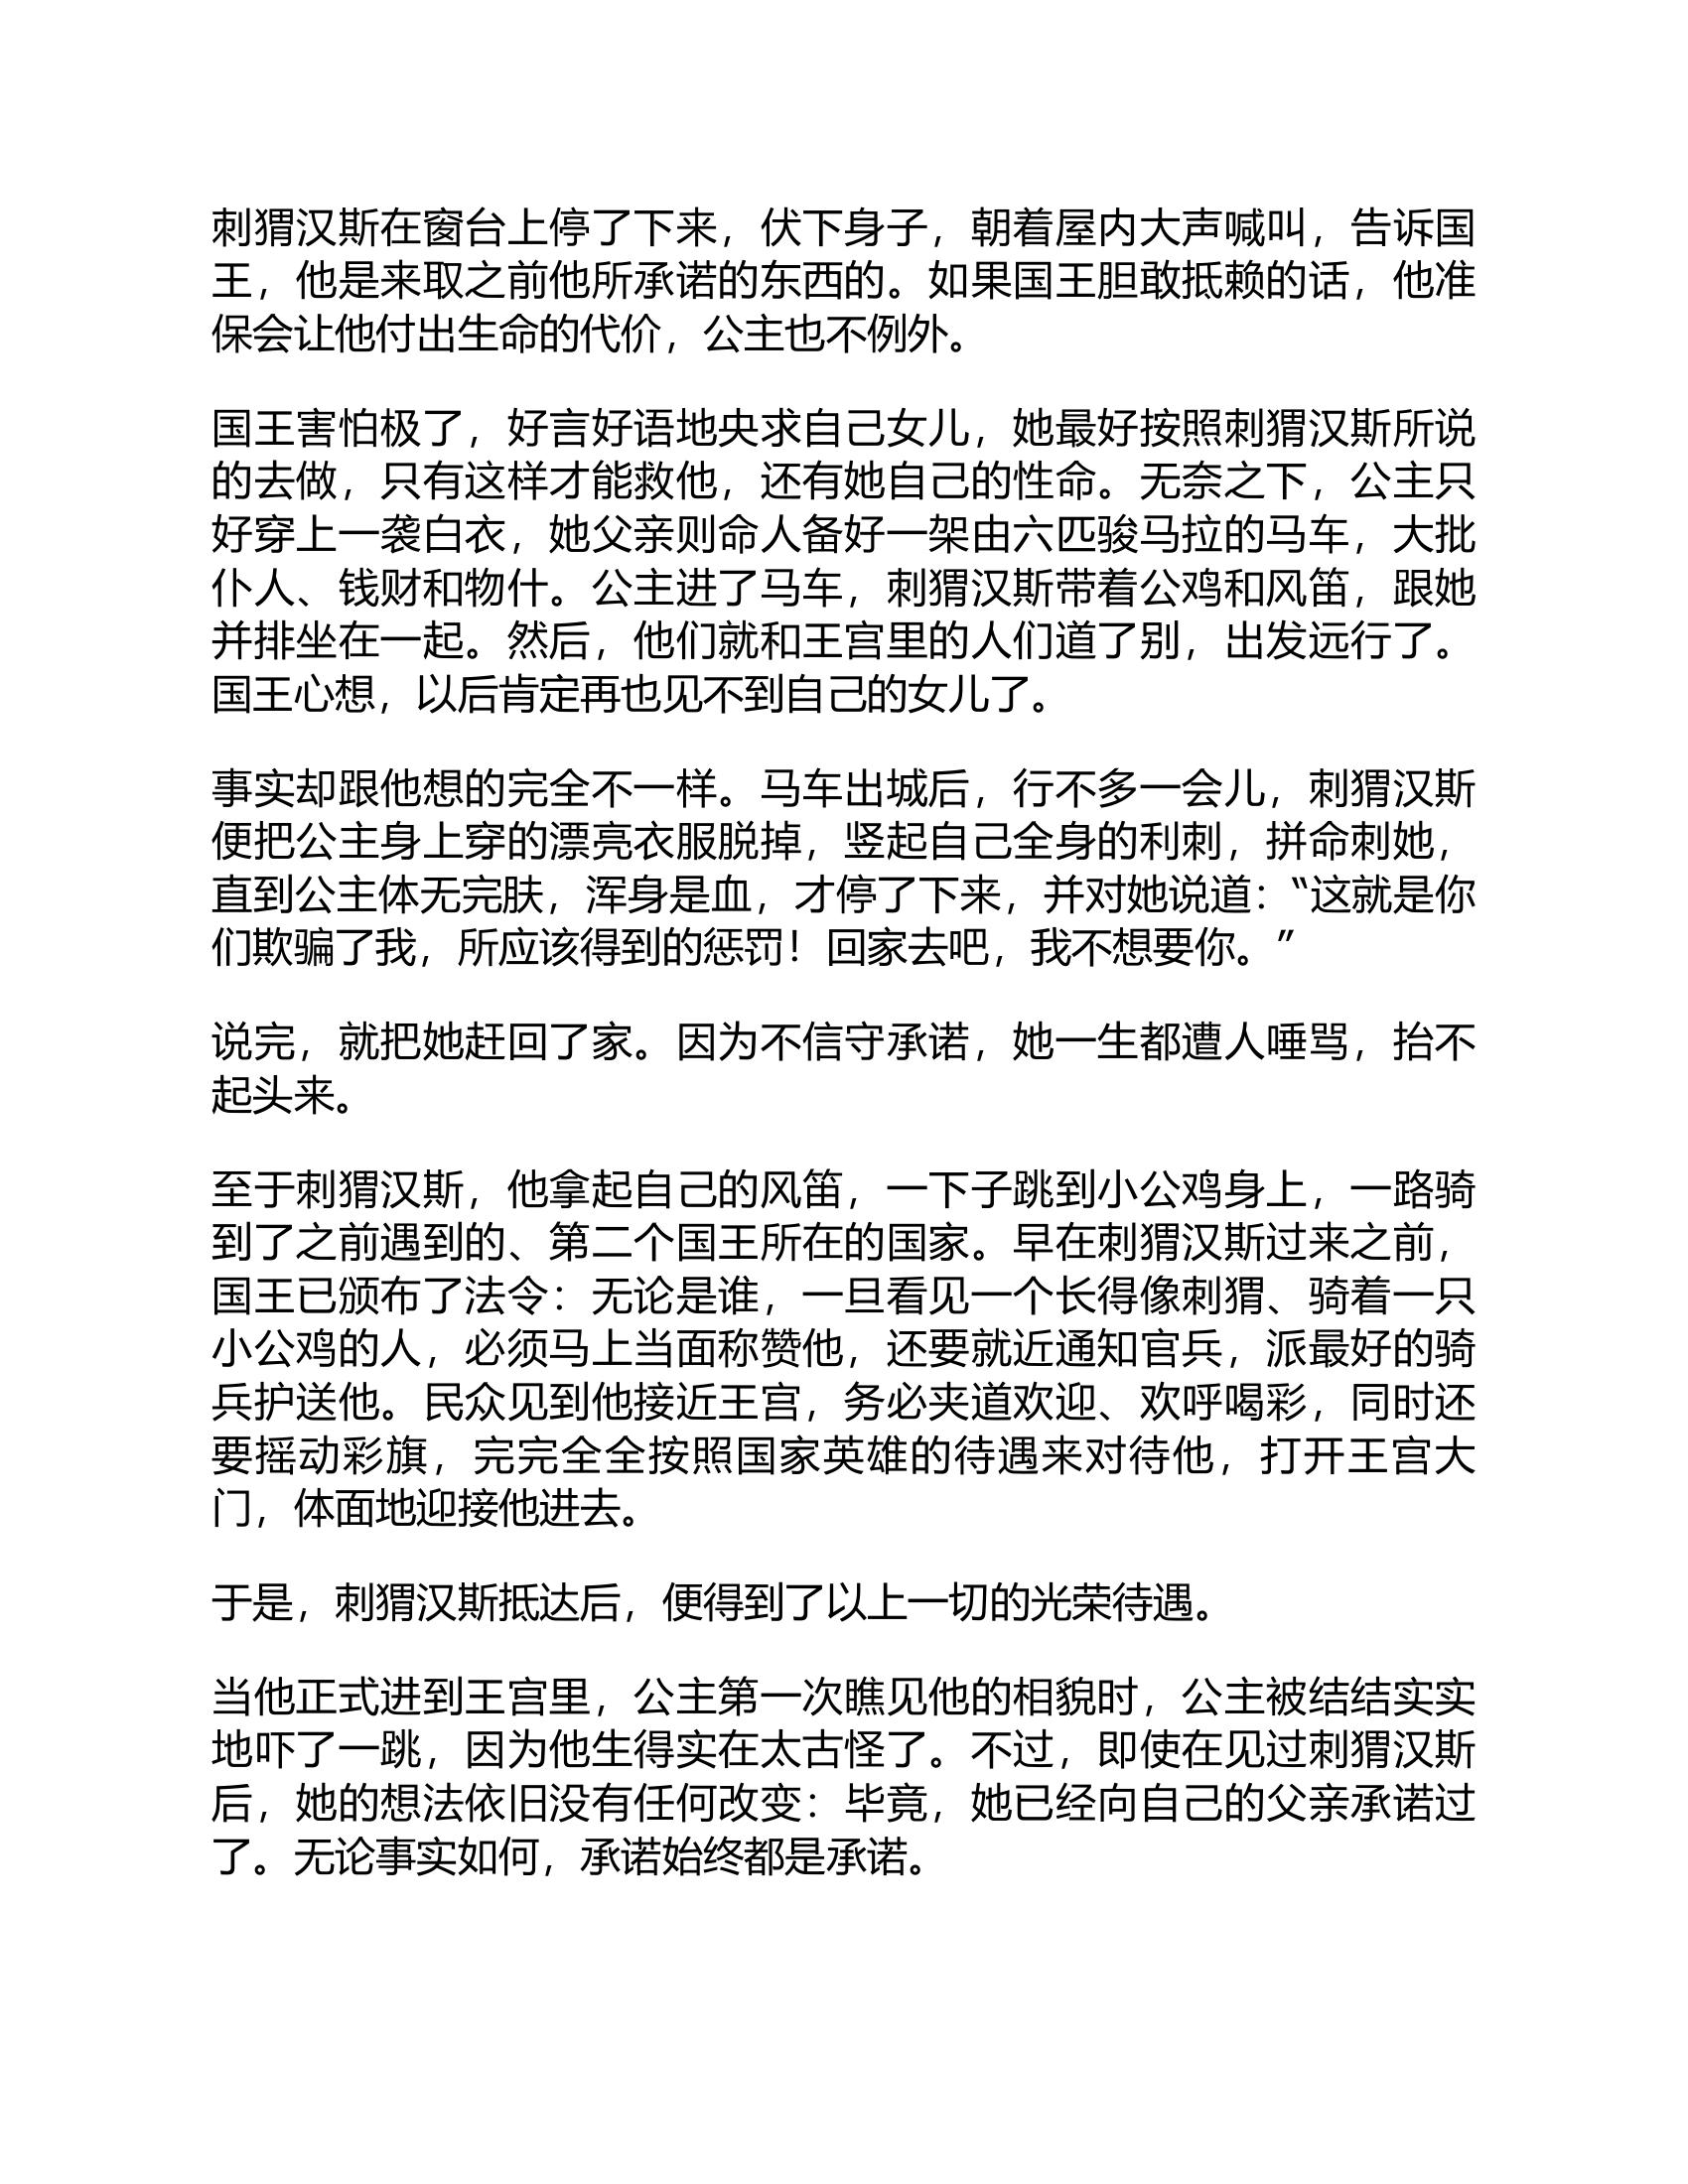 刺猬汉斯在窗台上停了下来，伏下身子，朝着屋内大声喊叫，告诉国
王，他是来取之前他所承诺的东西的。如果国王胆敢抵赖的话，他准
保会让他付出生命的代价，公主也不例外。
国王害怕极了，好言好语地央求自己女儿，她最好按照刺猬汉斯所说
的去做，只有这样才能救他，还有她自己的性命。无奈之下，公主只
好穿上一袭白衣，她父亲则命人备好一架由六匹骏马拉的马车，大批
仆人、钱财和物什。公主进了马车，刺猬汉斯带着公鸡和风笛，跟她
并排坐在一起。然后，他们就和王宫里的人们道了别，出发远行了。
国王心想，以后肯定再也见不到自己的女儿了。
事实却跟他想的完全不一样。马车出城后，行不多一会儿，刺猬汉斯
便把公主身上穿的漂亮衣服脱掉，竖起自己全身的利刺，拼命刺她，
直到公主体无完肤，浑身是血，才停了下来，并对她说道：“这就是你
们欺骗了我，所应该得到的惩罚！回家去吧，我不想要你。”
说完，就把她赶回了家。因为不信守承诺，她一生都遭人唾骂，抬不
起头来。
至于刺猬汉斯，他拿起自己的风笛，一下子跳到小公鸡身上，一路骑
到了之前遇到的、第二个国王所在的国家。早在刺猬汉斯过来之前，
国王已颁布了法令：无论是谁，一旦看见一个长得像刺猬、骑着一只
小公鸡的人，必须马上当面称赞他，还要就近通知官兵，派最好的骑
兵护送他。民众见到他接近王宫，务必夹道欢迎、欢呼喝彩，同时还
要摇动彩旗，完完全全按照国家英雄的待遇来对待他，打开王宫大
门，体面地迎接他进去。
于是，刺猬汉斯抵达后，便得到了以上一切的光荣待遇。
当他正式进到王宫里，公主第一次瞧见他的相貌时，公主被结结实实
地吓了一跳，因为他生得实在太古怪了。不过，即使在见过刺猬汉斯
后，她的想法依旧没有任何改变：毕竟，她已经向自己的父亲承诺过
了。无论事实如何，承诺始终都是承诺。